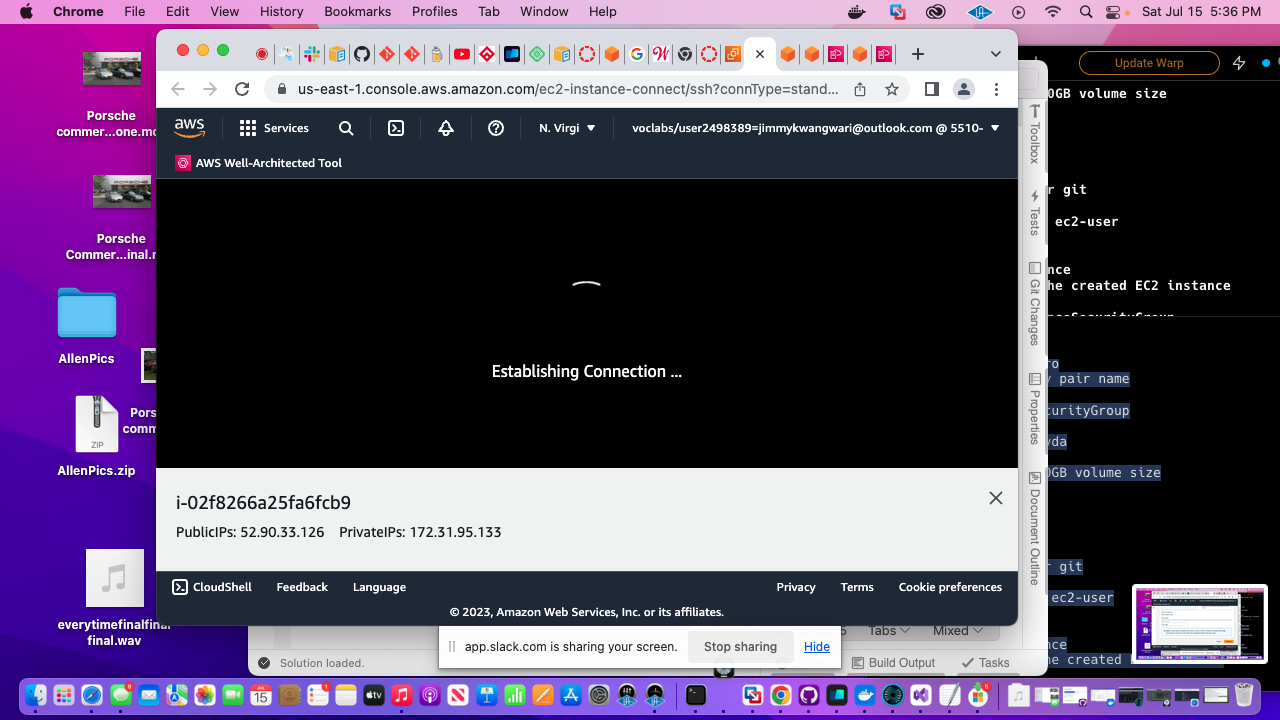 Chrome File Edit View History Bookmarks Profiles Tab Window Help Sat Jul 15 5:36 PM
Update Warp
us-east-1.console.aws.amazon.com/ec2-instance-connect/ssh?connType=stand...
aws Services N. Virgi voclabs/user2498389=jimmykwangwari@outlook.com @ 5510-
AWS Well-Architected Tool
Establishing Connection ...
i-02f8266a25fa6fcb9
PublicIPs: 52.90.33.126 PrivateIPs: 172.31.95.133
CloudShell Feedback Language Privacy Terms Cookie preferences
© 2023, Amazon Web Services, Inc. or its affiliates.
Porsche
commer...one.mo
Porsche
Commer...inal.m
AllenPics
Pors
comm
ZIP
AllenPics.zip
everytimefinalfinal
final.wav
0GB volume size
r git
ec2-user
nce
he created EC2 instance
ro
y pair name
curityGroup
vda
0GB volume size
r git
ec2-user
nce
he created
Toolbox
Tests
Git Changes
Properties
Document Outline
Tabs Mixed
app.slack.com is sharing your screen. Stop sharing Hide
Solution loaded. Build Output Tasks